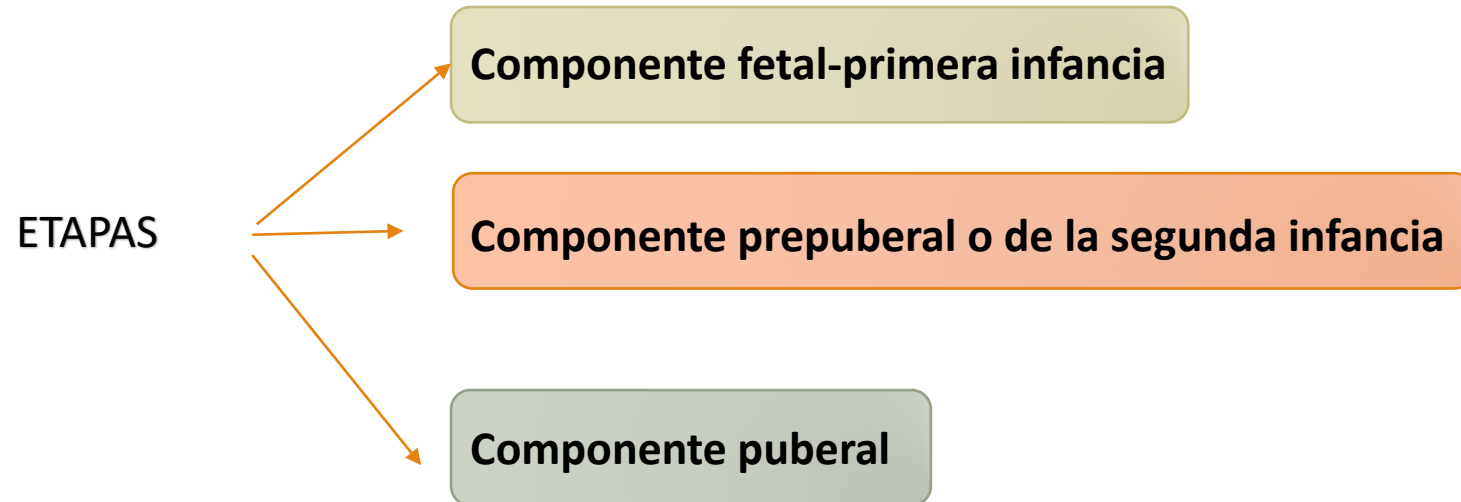 Componente fetal-primera infancia
ETAPAS
Componente prepuberal o de la segunda infancia
Componente puberal